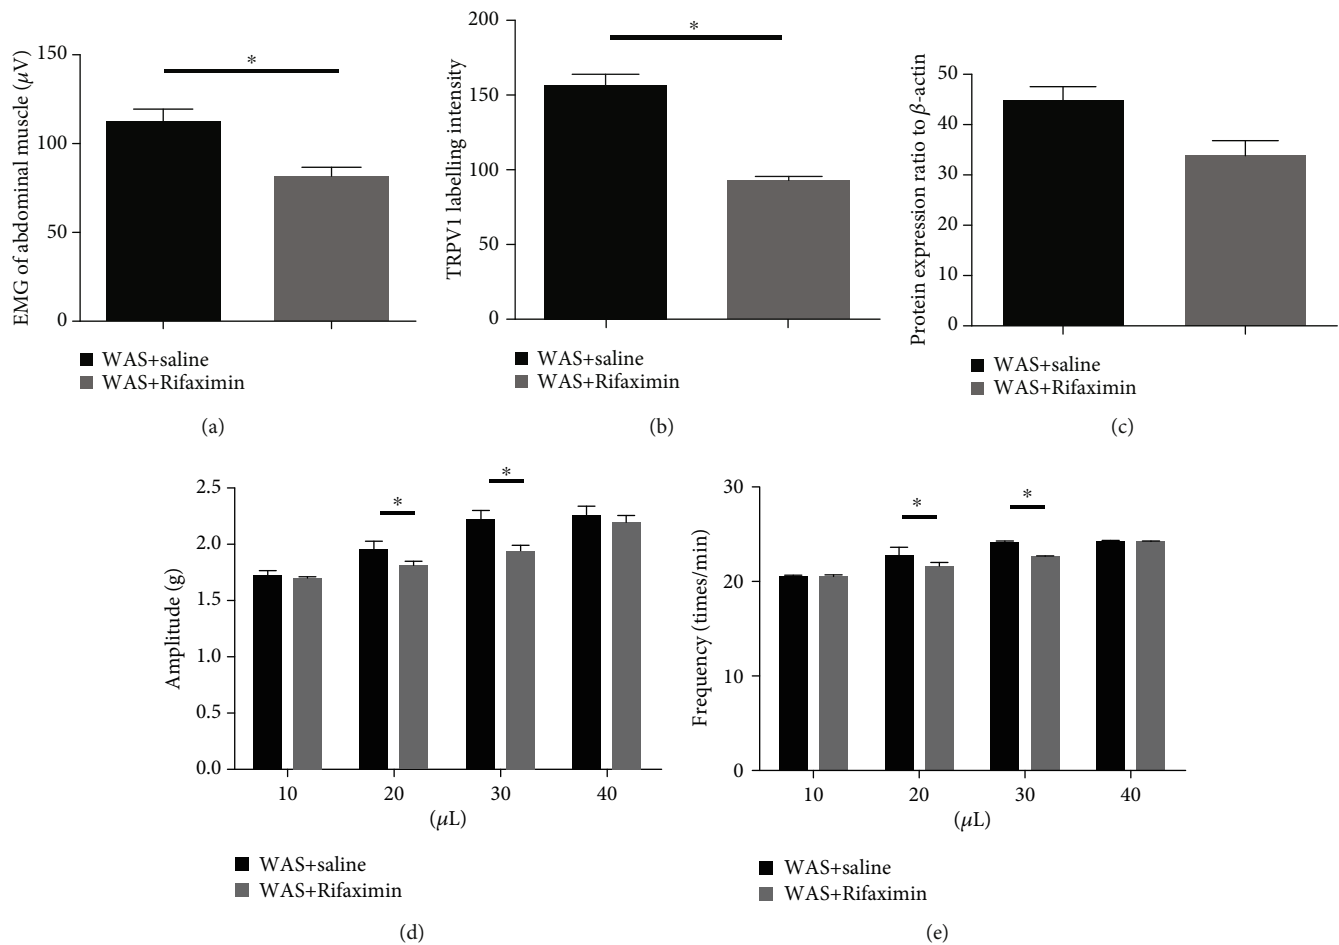 EMG of abdominal muscle (μV)
150
100
50
0
*
WAS+saline
WAS+Rifaximin
(a)
TRPV1 labelling intensity
200
150
100
50
0
*
WAS+saline
WAS+Rifaximin
(b)
Protein expression ratio to β-actin
50
40
30
20
10
0
WAS+saline
WAS+Rifaximin
(c)
Amplitude (g)
2.5
2.0
1.5
1.0
0.5
0.0
* *
10 20 30 40
(μL)
WAS+saline
WAS+Rifaximin
(d)
Frequency (times/min)
30
20
10
0
* *
10 20 30 40
(μL)
WAS+saline
WAS+Rifaximin
(e)